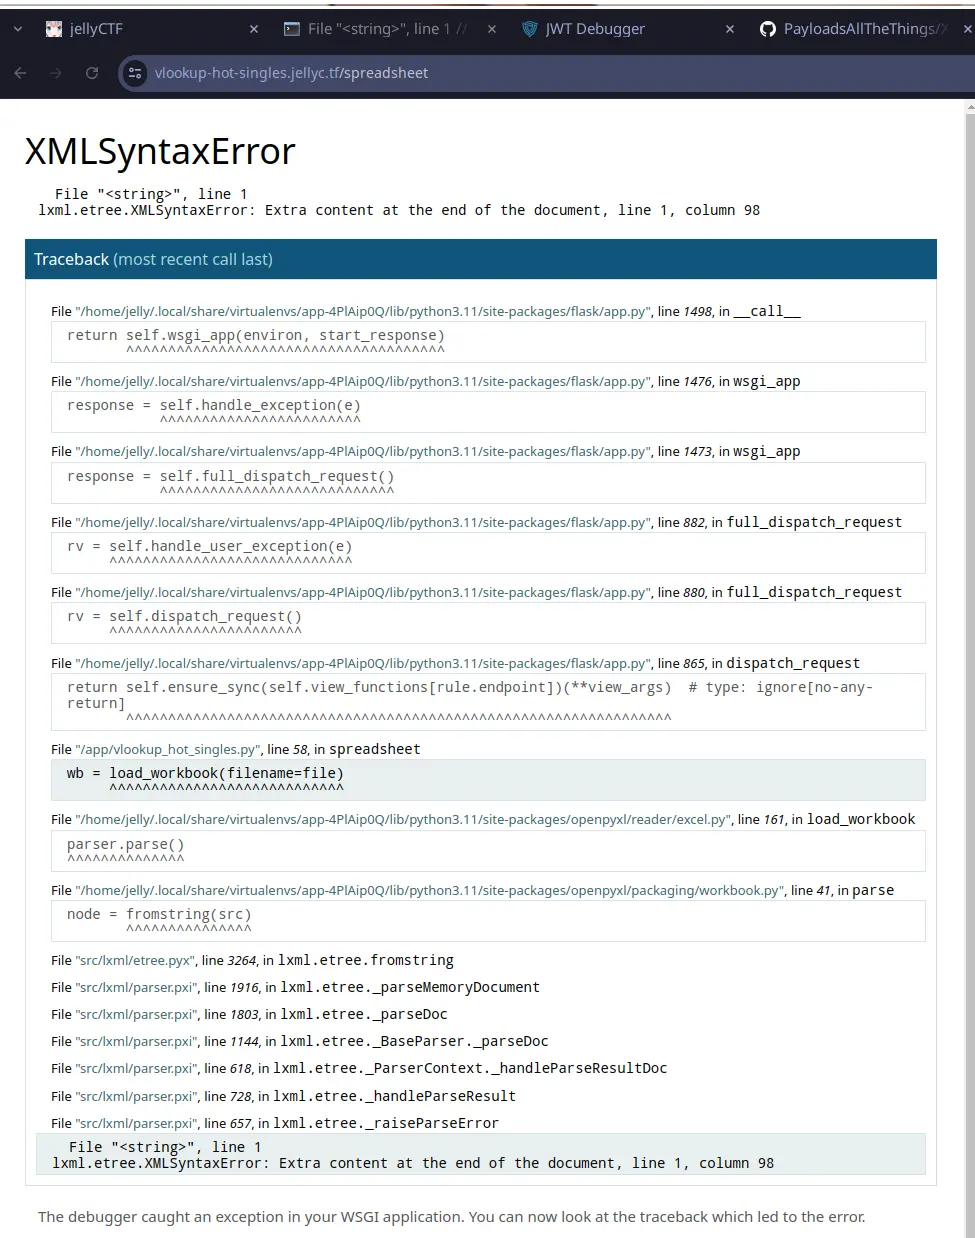 jellyCTF
File "<string>", line 1 //
JWT Debugger
PayloadsAllTheThings/X
vlookup-hot-singles.jellyc.tf/spreadsheet
XMLSyntaxError
File "<string>", line 1
lxml.etree.XMLSyntaxError: Extra content at the end of the document, line 1, column 98
Traceback (most recent call last)
File "/home/jelly/.local/share/virtualenvs/app-4PlAip0Q/lib/python3.11/site-packages/flask/app.py", line 1498, in __call__
return self.wsgi_app(environ, start_response)
^^^^^^^^^^^^^^^^^^^^^^^^^^^^^^^^^^^^^^
File "/home/jelly/.local/share/virtualenvs/app-4PlAip0Q/lib/python3.11/site-packages/flask/app.py", line 1476, in wsgi_app
response = self.handle_exception(e)
^^^^^^^^^^^^^^^^^^^^^^^^
File "/home/jelly/.local/share/virtualenvs/app-4PlAip0Q/lib/python3.11/site-packages/flask/app.py", line 1473, in wsgi_app
response = self.full_dispatch_request()
^^^^^^^^^^^^^^^^^^^^^^^^^^^^
File "/home/jelly/.local/share/virtualenvs/app-4PlAip0Q/lib/python3.11/site-packages/flask/app.py", line 882, in full_dispatch_request
rv = self.handle_user_exception(e)
^^^^^^^^^^^^^^^^^^^^^^^^^^^^^
File "/home/jelly/.local/share/virtualenvs/app-4PlAip0Q/lib/python3.11/site-packages/flask/app.py", line 880, in full_dispatch_request
rv = self.dispatch_request()
^^^^^^^^^^^^^^^^^^^^^^^
File "/home/jelly/.local/share/virtualenvs/app-4PlAip0Q/lib/python3.11/site-packages/flask/app.py", line 865, in dispatch_request
return self.ensure_sync(self.view_functions[rule.endpoint])(**view_args)  # type: ignore[no-any-
return]
^^^^^^^^^^^^^^^^^^^^^^^^^^^^^^^^^^^^^^^^^^^^^^^^^^^^^^^^^^^^^^^^^
File "/app/vlookup_hot_singles.py", line 58, in spreadsheet
wb = load_workbook(filename=file)
^^^^^^^^^^^^^^^^^^^^^^^^^^^^
File "/home/jelly/.local/share/virtualenvs/app-4PlAip0Q/lib/python3.11/site-packages/openpyxl/reader/excel.py", line 161, in load_workbook
parser.parse()
^^^^^^^^^^^^^^
File "/home/jelly/.local/share/virtualenvs/app-4PlAip0Q/lib/python3.11/site-packages/openpyxl/packaging/workbook.py", line 41, in parse
node = fromstring(src)
^^^^^^^^^^^^^^^
File "src/lxml/etree.pyx", line 3264, in lxml.etree.fromstring
File "src/lxml/parser.pxi", line 1916, in lxml.etree._parseMemoryDocument
File "src/lxml/parser.pxi", line 1803, in lxml.etree._parseDoc
File "src/lxml/parser.pxi", line 1144, in lxml.etree._BaseParser._parseDoc
File "src/lxml/parser.pxi", line 618, in lxml.etree._ParserContext._handleParseResultDoc
File "src/lxml/parser.pxi", line 728, in lxml.etree._handleParseResult
File "src/lxml/parser.pxi", line 657, in lxml.etree._raiseParseError
File "<string>", line 1
lxml.etree.XMLSyntaxError: Extra content at the end of the document, line 1, column 98
The debugger caught an exception in your WSGI application. You can now look at the traceback which led to the error.